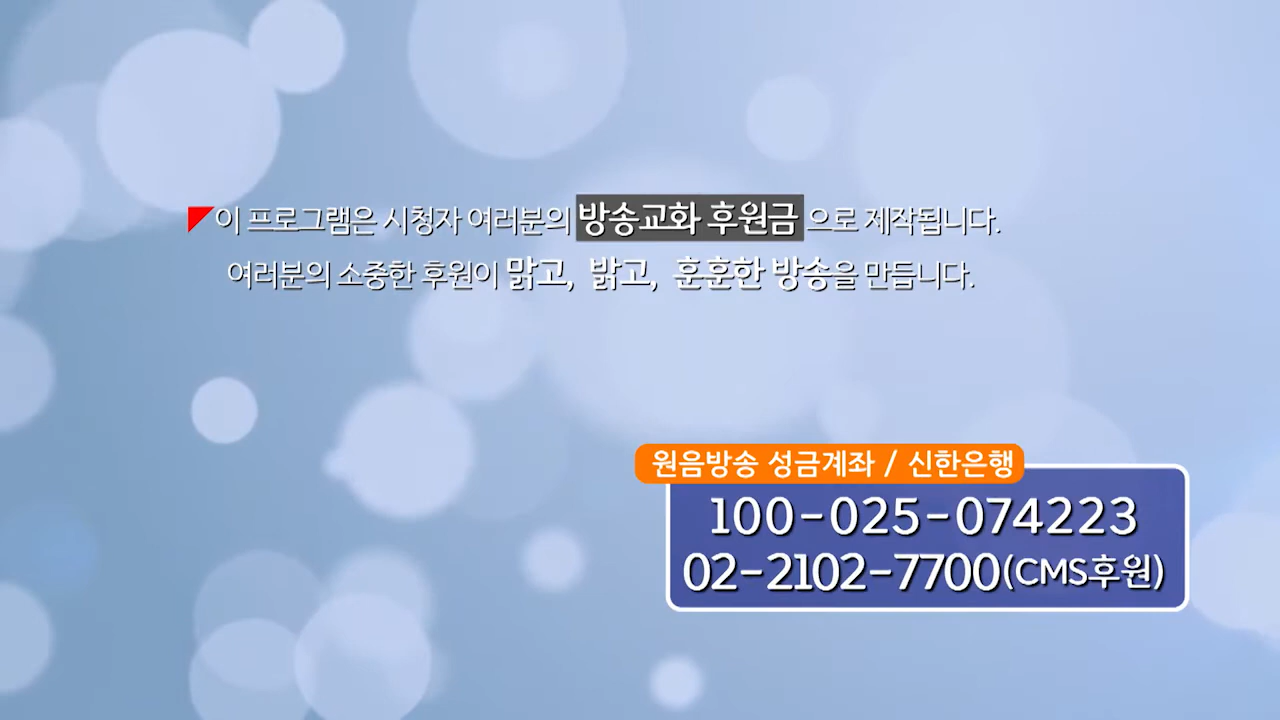 이 프로그램은 시청자 여러분의 방송교화 후원금 으로 제작됩니다.
여러분의 소중한 후원이 맑고, 밝고, 훈훈한 방송을 만듭니다.
원음방송 성금계좌 / 신한은행
100-025-074223
02-2102-7700(CMS후원)